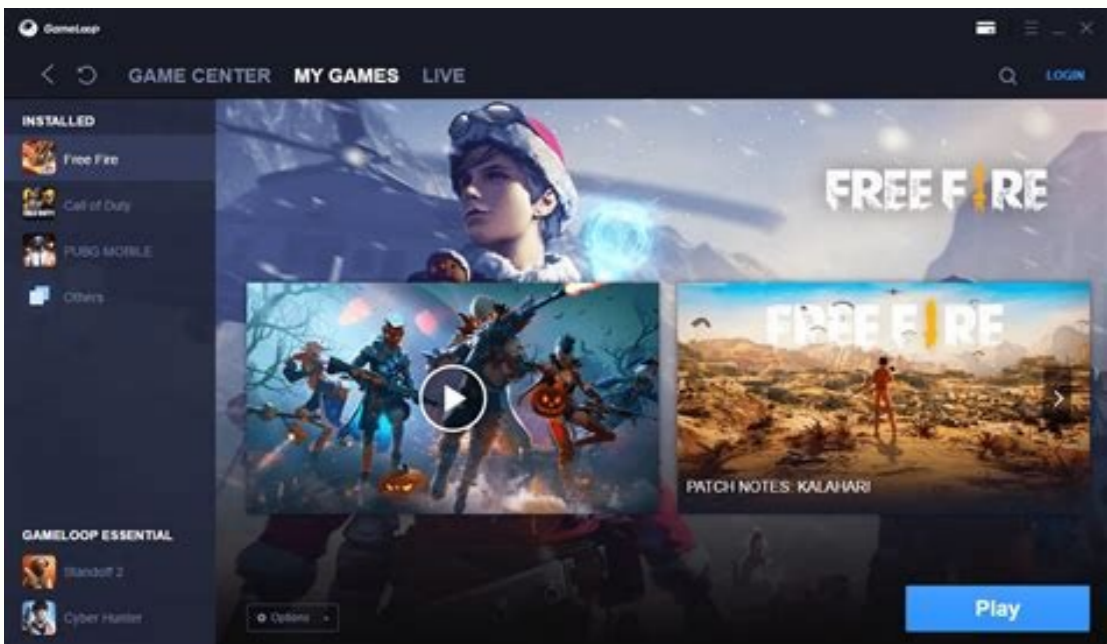 GameLoop
GAME CENTER MY GAMES LIVE
LOGIN
INSTALLED
Free Fire
Call of Duty
PUBG MOBILE
Others
FREE FIRE
FREE FIRE
PATCH NOTES: KALAHARI
GAMELOOP ESSENTIAL
Standoff 2
Cyber Hunter
Options
Play